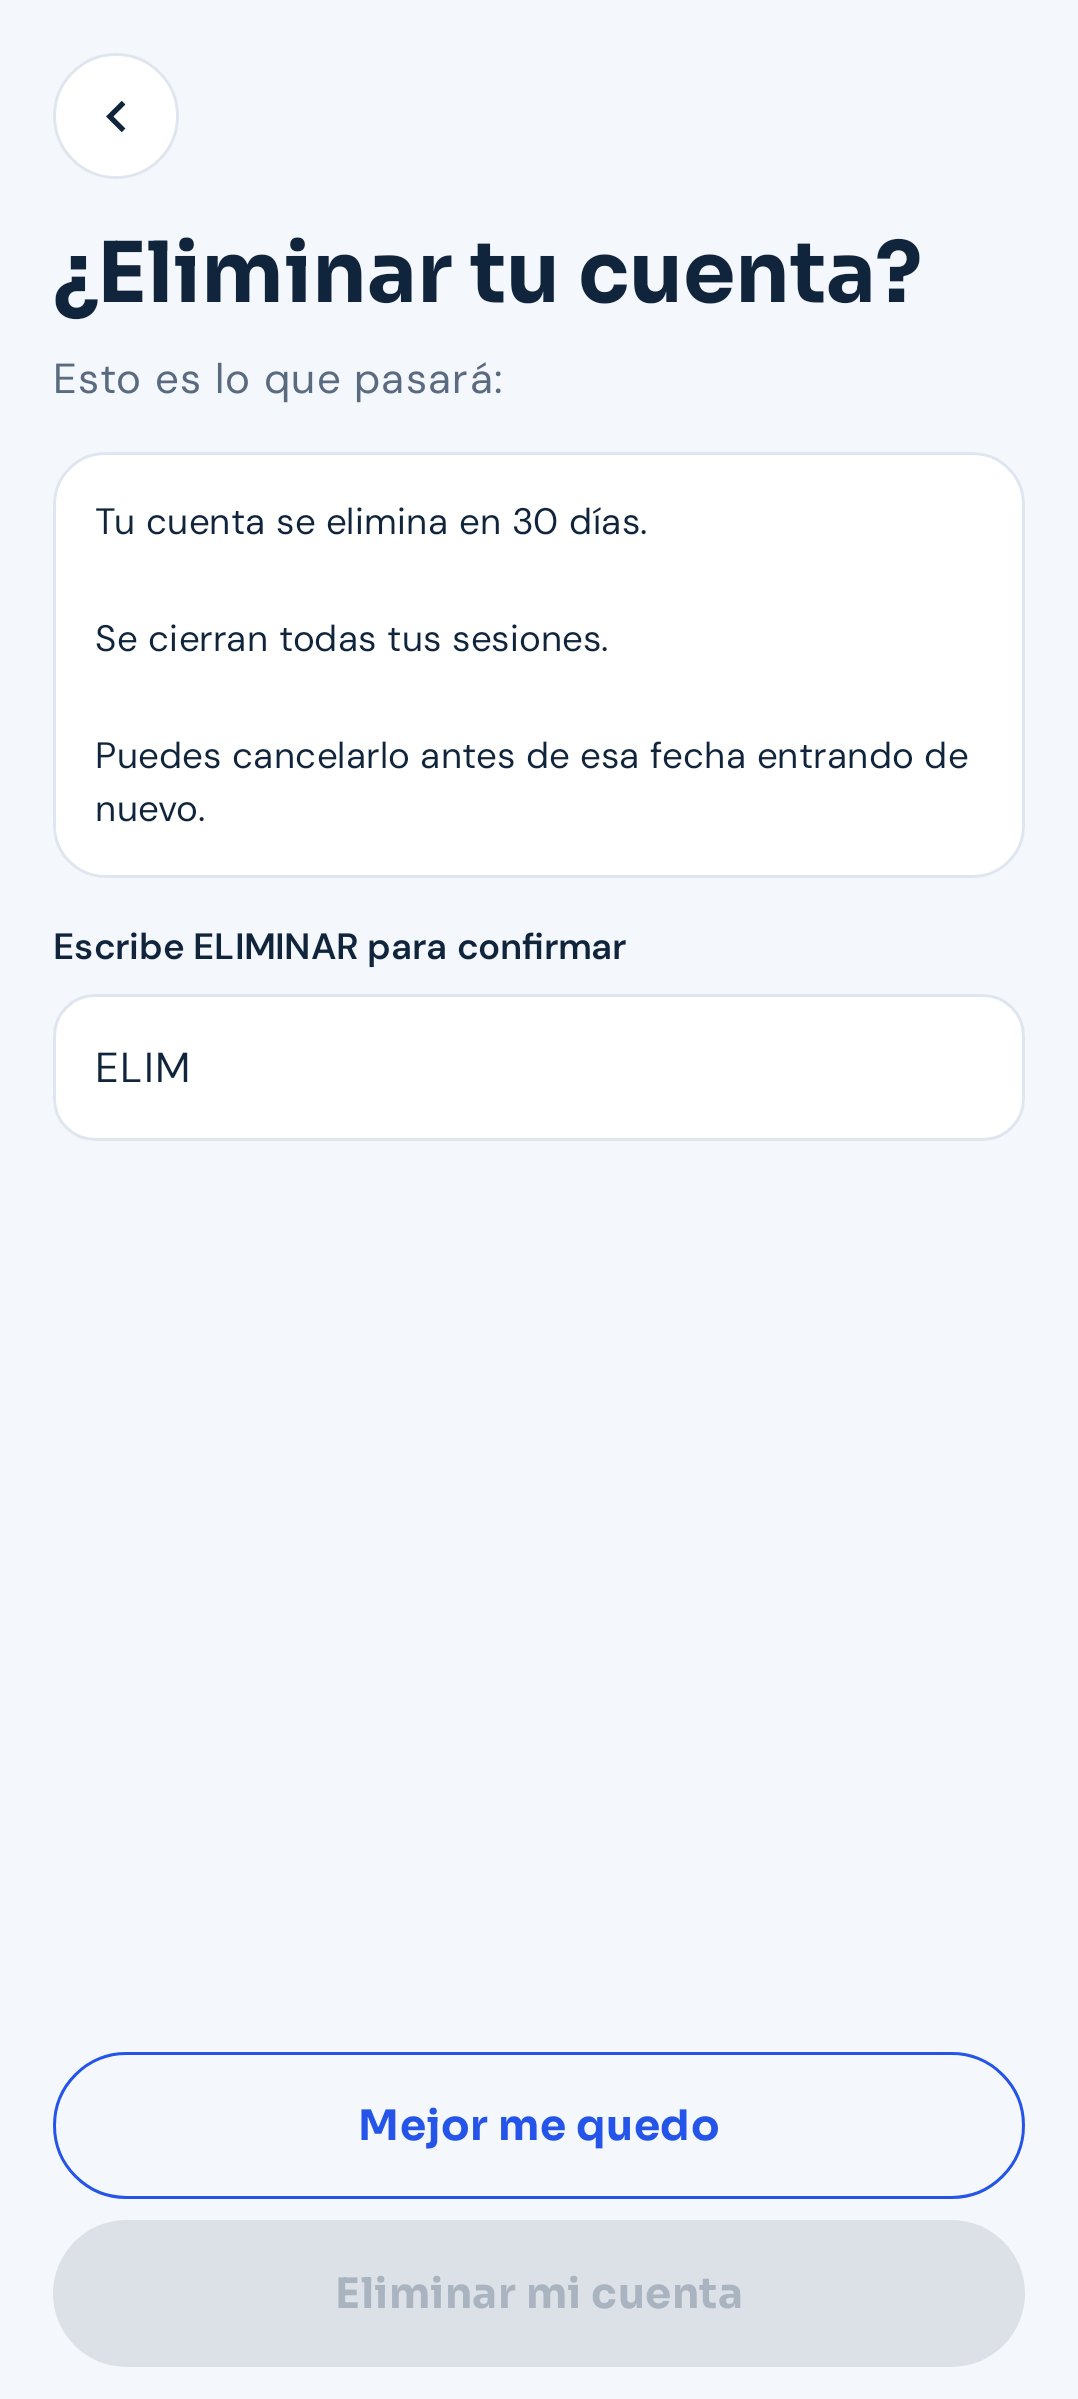 ¿Eliminar tu cuenta?
Esto es lo que pasará:
Tu cuenta se elimina en 30 días.
Se cierran todas tus sesiones.
Puedes cancelarlo antes de esa fecha entrando de
nuevo.
Escribe ELIMINAR para confirmar
ELIM
Mejor me quedo
Eliminar mi cuenta